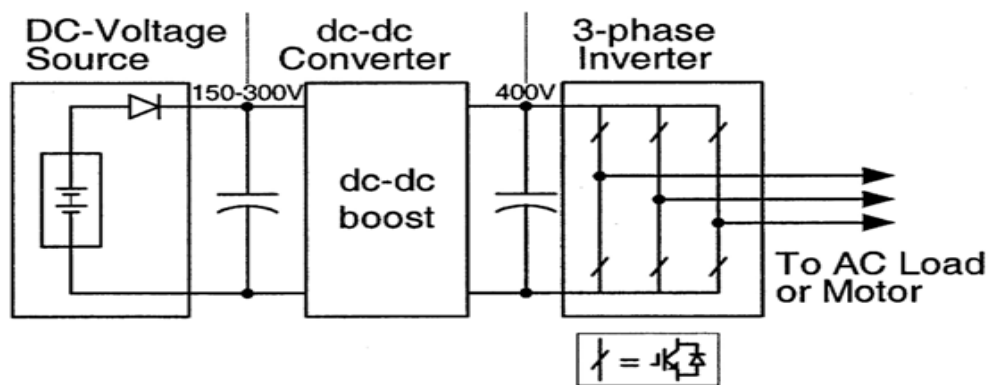 DC-Voltage
Source
dc-dc
Converter
3-phase
Inverter
150-300V
400V
dc-dc
boost
To AC Load
or Motor
=